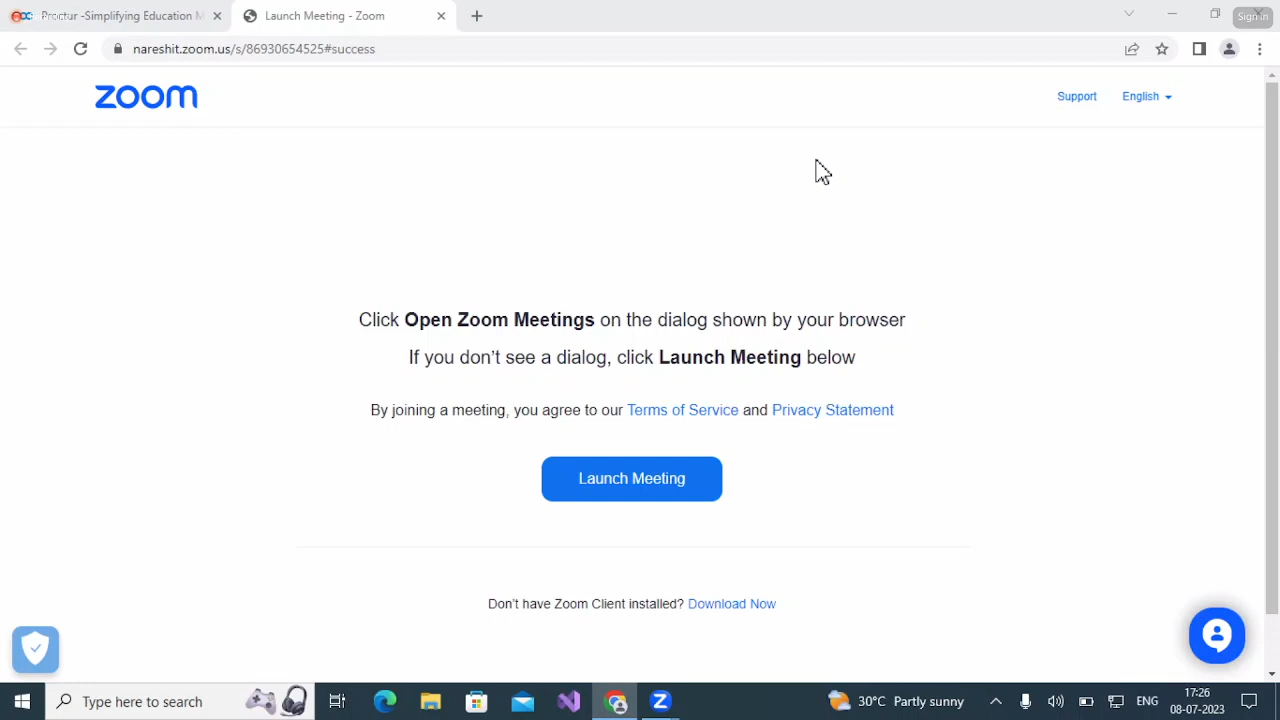 Proctur -Simplifying Education M
Launch Meeting - Zoom
Sign in
nareshit.zoom.us/s/86930654525#success
zoom
Support
English
Click Open Zoom Meetings on the dialog shown by your browser
If you don’t see a dialog, click Launch Meeting below
By joining a meeting, you agree to our Terms of Service and Privacy Statement
Launch Meeting
Don't have Zoom Client installed? Download Now
Type here to search
30°C Partly sunny
ENG
17:26
08-07-2023